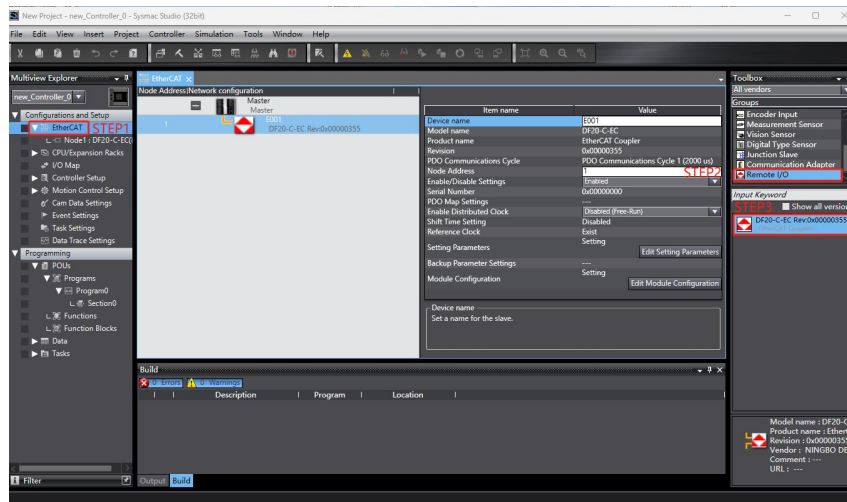 New Project - new_Controller_0 - Sysmac Studio (32bit)
File Edit View Insert Project Controller Simulation Tools Window Help
Multiview Explorer
new_Controller_0
Configurations and Setup
EtherCAT STEP1
Node1 : DF20-C-EC(
CPU/Expansion Racks
I/O Map
Controller Setup
Motion Control Setup
Cam Data Settings
Event Settings
Task Settings
Data Trace Settings
Programming
POUs
Programs
Program0
Section0
Functions
Function Blocks
Data
Tasks
Filter
EtherCAT
Node Address|Network configuration
Master
Master
1
E001
DF20-C-EC Rev:0x00000355
Item name Value
Device name E001
Model name DF20-C-EC
Product name EtherCAT Coupler
Revision 0x00000355
PDO Communications Cycle PDO Communications Cycle 1 (2000 us)
Node Address 1 STEP2
Enable/Disable Settings Enabled
Serial Number 0x00000000
PDO Map Settings ---
Enable Distributed Clock Disabled (Free-Run)
Shift Time Setting Disabled
Reference Clock Exist
Setting Parameters Setting
Edit Setting Parameters
Backup Parameter Settings ---
Module Configuration Setting
Edit Module Configuration
Device name
Set a name for the slave.
Build
0 Errors 0 Warnings
Description Program Location
Output Build
Toolbox
All vendors
Groups
Encoder Input
Measurement Sensor
Vision Sensor
Digital Type Sensor
Junction Slave
Communication Adapter
Remote I/O
Input Keyword
STEP3 Show all version
DF20-C-EC Rev:0x00000355
EtherCAT Coupler
Model name : DF20-C
Product name : Ether
Revision : 0x0000035
Vendor : NINGBO DE
Comment : ---
URL : ---